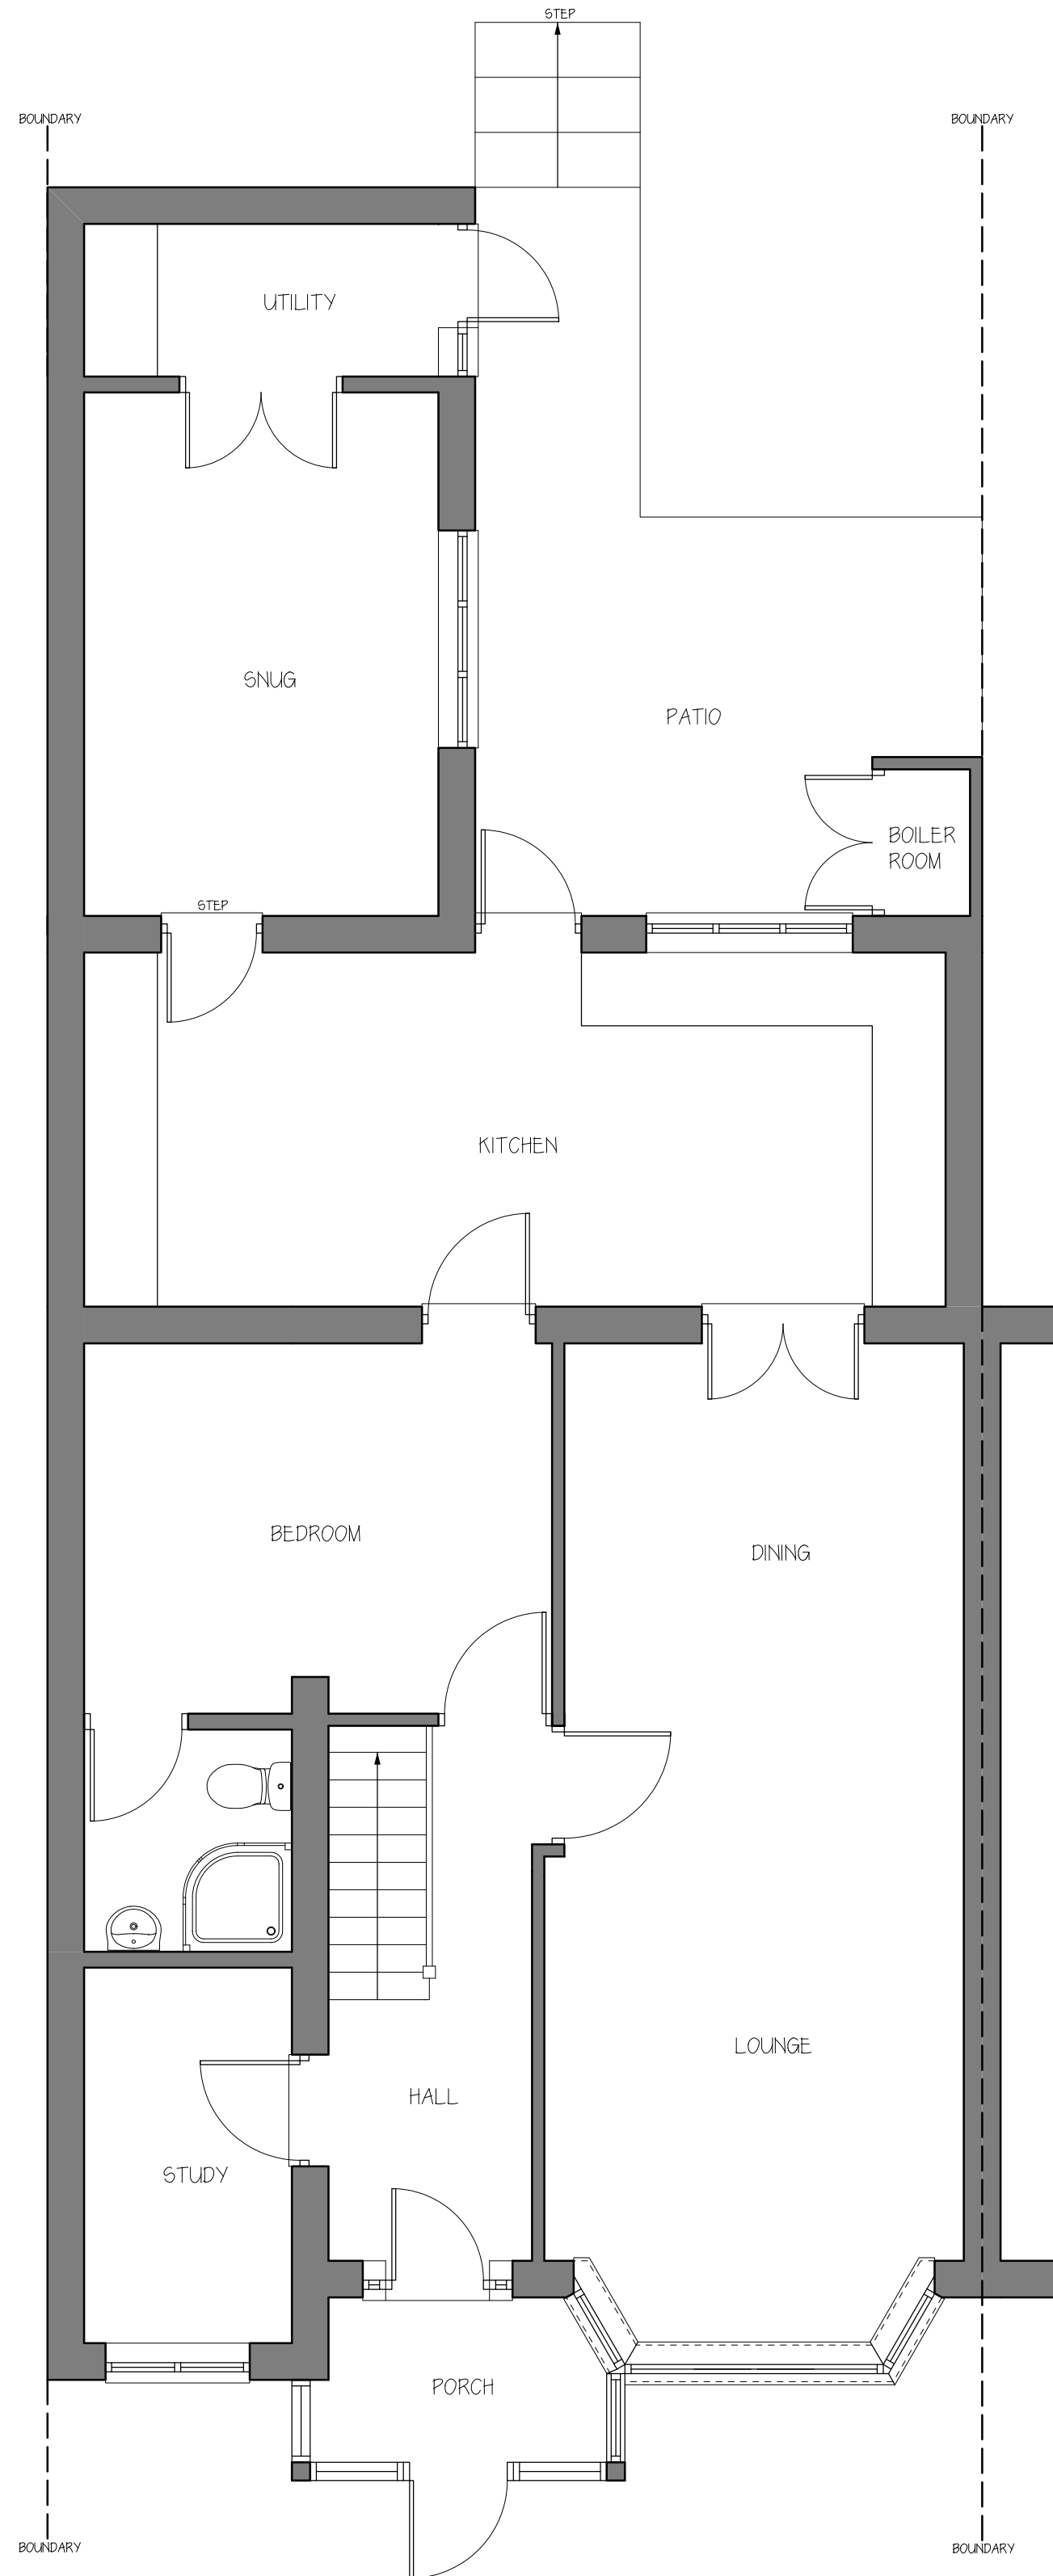 STEP
BOUNDARY
BOUNDARY
UTILITY
SNUG
PATIO
BOILER
ROOM
STEP
KITCHEN
BEDROOM
DINING
LOUNGE
HALL
STUDY
PORCH
BOUNDARY
BOUNDARY